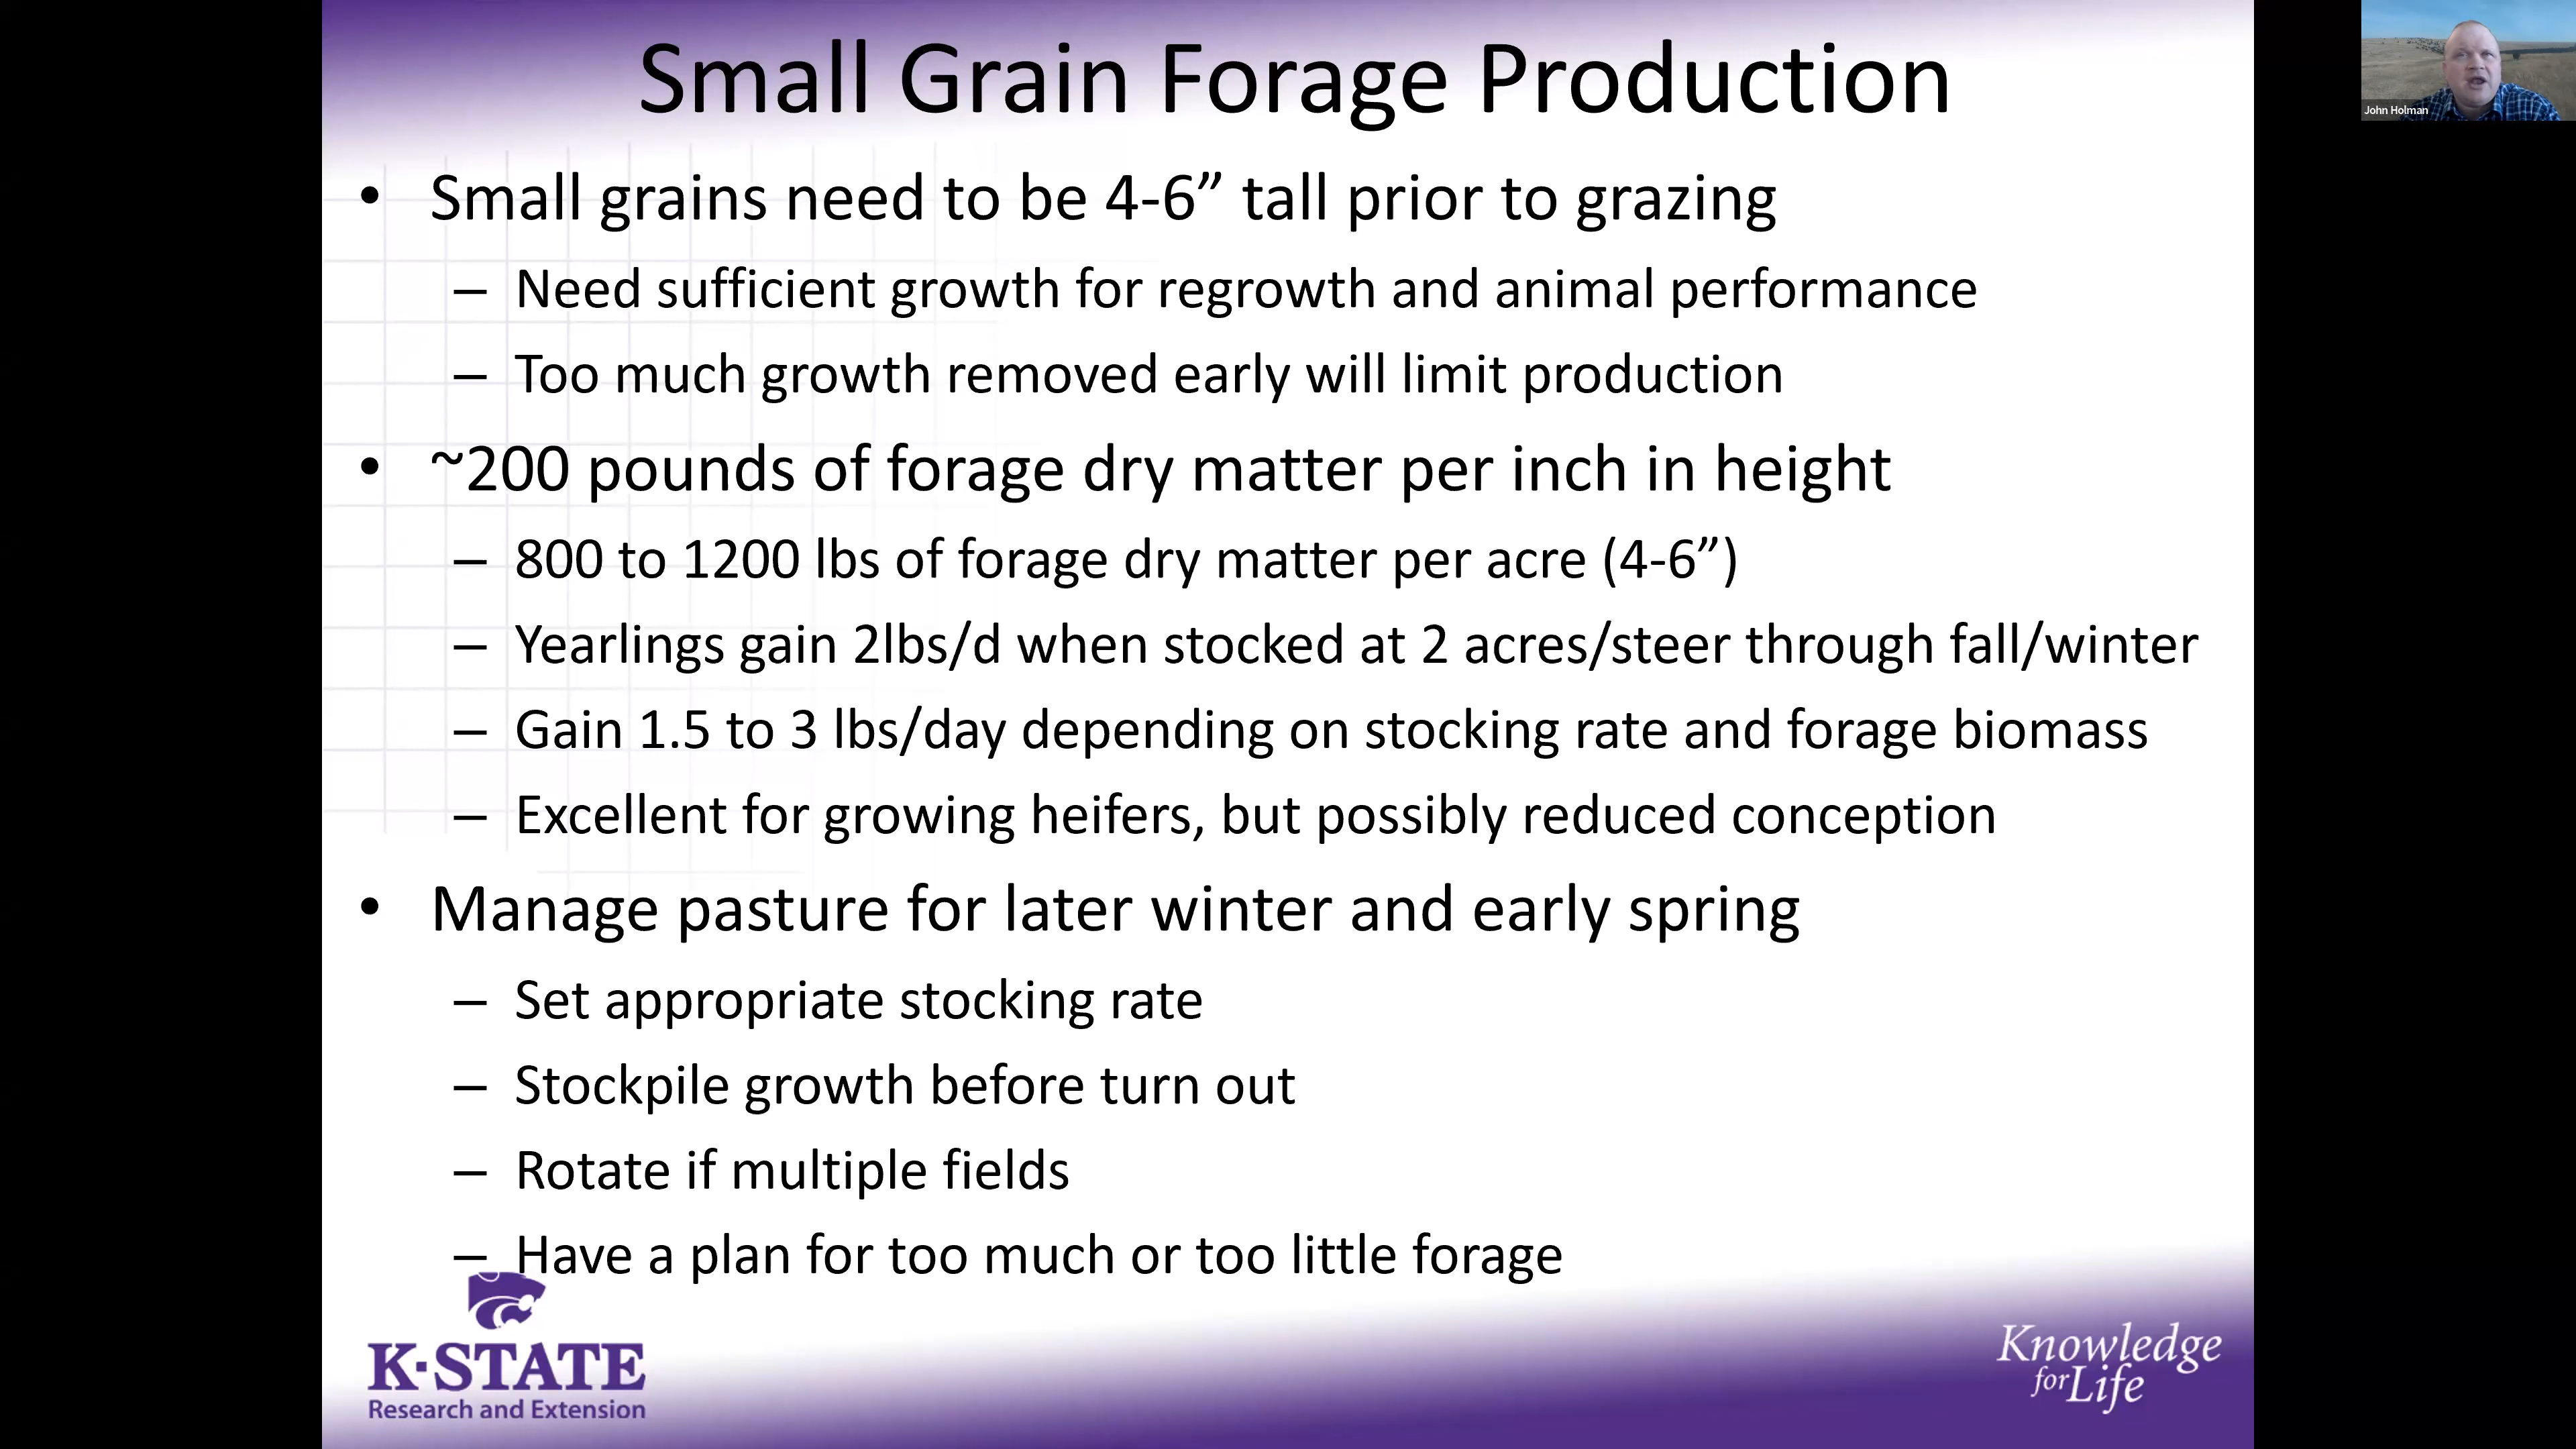 Small Grain Forage Production
John Holman
• Small grains need to be 4-6” tall prior to grazing
– Need sufficient growth for regrowth and animal performance
– Too much growth removed early will limit production
• ~200 pounds of forage dry matter per inch in height
– 800 to 1200 lbs of forage dry matter per acre (4-6”)
– Yearlings gain 2lbs/d when stocked at 2 acres/steer through fall/winter
– Gain 1.5 to 3 lbs/day depending on stocking rate and forage biomass
– Excellent for growing heifers, but possibly reduced conception
• Manage pasture for later winter and early spring
– Set appropriate stocking rate
– Stockpile growth before turn out
– Rotate if multiple fields
– Have a plan for too much or too little forage
K-STATE
Research and Extension
Knowledge
for Life